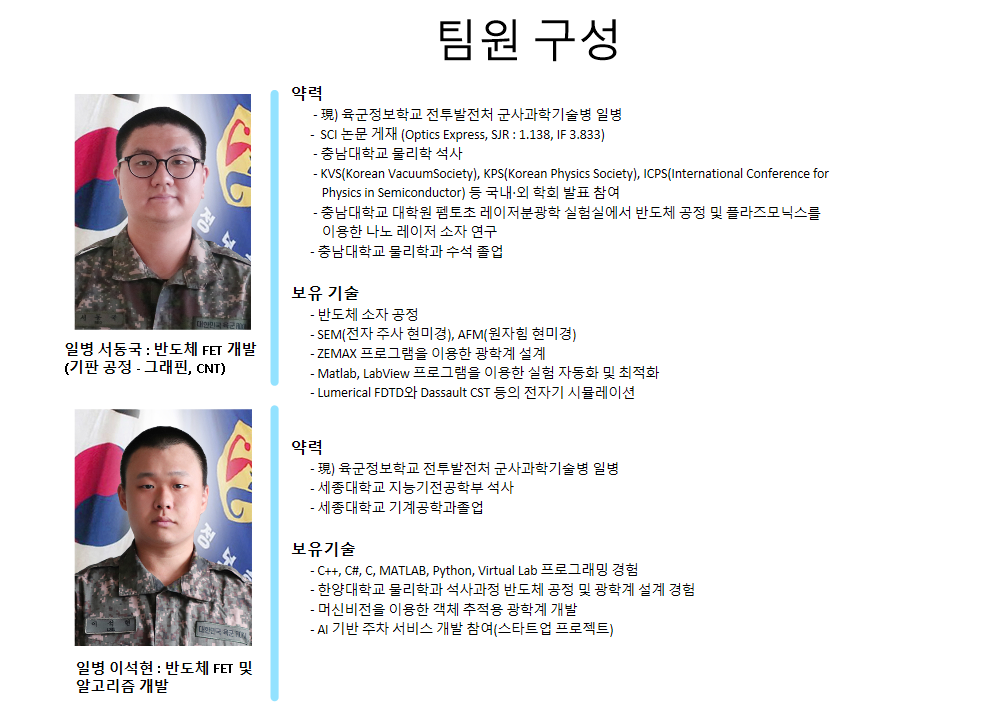 팀원 구성
약력
- 現) 육군정보학교 전투발전처 군사과학기술병 일병
- SCI 논문 게재 (Optics Express, SJR : 1.138, IF 3.833)
- 충남대학교 물리학 석사
- KVS(Korean VacuumSociety), KPS(Korean Physics Society), ICPS(International Conference for
Physics in Semiconductor) 등 국내·외 학회 발표 참여
- 충남대학교 대학원 펨토초 레이저분광학 실험실에서 반도체 공정 및 플라즈모닉스를
이용한 나노 레이저 소자 연구
- 충남대학교 물리학과 수석 졸업
보유 기술
- 반도체 소자 공정
- SEM(전자 주사 현미경), AFM(원자힘 현미경)
- ZEMAX 프로그램을 이용한 광학계 설계
- Matlab, LabView 프로그램을 이용한 실험 자동화 및 최적화
- Lumerical FDTD와 Dassault CST 등의 전자기 시뮬레이션
대한민국 육군
일병 서동국 : 반도체 FET 개발
(기판 공정 - 그래핀, CNT)
약력
- 現) 육군정보학교 전투발전처 군사과학기술병 일병
- 세종대학교 지능기전공학부 석사
- 세종대학교 기계공학과졸업
보유기술
- C++, C#, C, MATLAB, Python, Virtual Lab 프로그래밍 경험
- 한양대학교 물리학과 석사과정 반도체 공정 및 광학계 설계 경험
- 머신비전을 이용한 객체 추적용 광학계 개발
- AI 기반 주차 서비스 개발 참여(스타트업 프로젝트)
이석현
대한민국 육군
일병 이석현 : 반도체 FET 및
알고리즘 개발